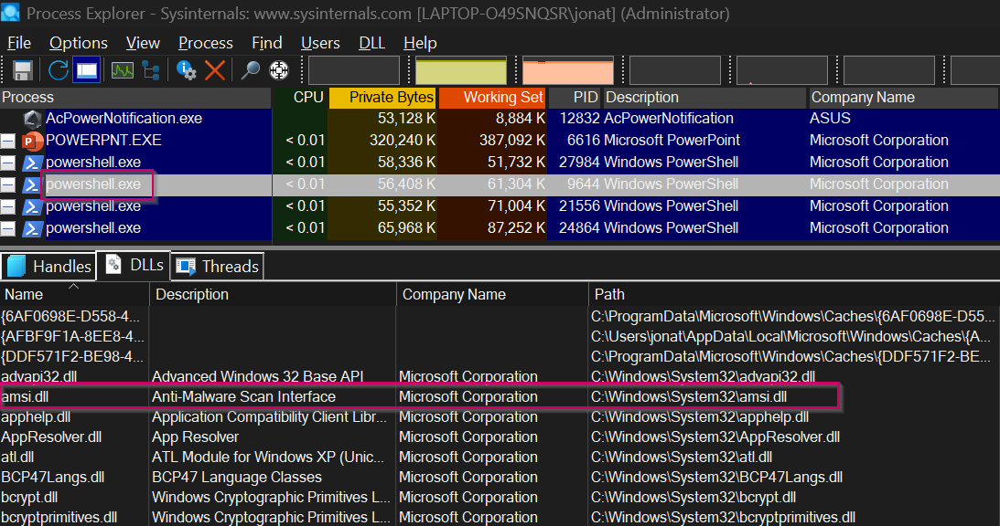 Process Explorer - Sysinternals: www.sysinternals.com [LAPTOP-O49SNQSR\jonat] (Administrator)
File Options View Process Find Users DLL Help
Process CPU Private Bytes Working Set PID Description Company Name
AcPowerNotification.exe 53,128 K 8,884 K 12832 AcPowerNotification ASUS
POWERPNT.EXE < 0.01 320,240 K 387,092 K 6616 Microsoft PowerPoint Microsoft Corporation
powershell.exe < 0.01 58,336 K 51,732 K 27984 Windows PowerShell Microsoft Corporation
powershell.exe < 0.01 56,408 K 61,304 K 9644 Windows PowerShell Microsoft Corporation
powershell.exe < 0.01 55,352 K 71,004 K 21556 Windows PowerShell Microsoft Corporation
powershell.exe < 0.01 65,968 K 87,252 K 24864 Windows PowerShell Microsoft Corporation
Handles DLLs Threads
Name Description Company Name Path
{6AF0698E-D558-4... C:\ProgramData\Microsoft\Windows\Caches\{6AF0698E-D55...
{AFBF9F1A-8EE8-4... C:\Users\jonat\AppData\Local\Microsoft\Windows\Caches\{A...
{DDF571F2-BE98-4... C:\ProgramData\Microsoft\Windows\Caches\{DDF571F2-BE...
advapi32.dll Advanced Windows 32 Base API Microsoft Corporation C:\Windows\System32\advapi32.dll
amsi.dll Anti-Malware Scan Interface Microsoft Corporation C:\Windows\System32\amsi.dll
apphelp.dll Application Compatibility Client Libr... Microsoft Corporation C:\Windows\System32\apphelp.dll
AppResolver.dll App Resolver Microsoft Corporation C:\Windows\System32\AppResolver.dll
atl.dll ATL Module for Windows XP (Unic... Microsoft Corporation C:\Windows\System32\atl.dll
BCP47Langs.dll BCP47 Language Classes Microsoft Corporation C:\Windows\System32\BCP47Langs.dll
bcrypt.dll Windows Cryptographic Primitives L... Microsoft Corporation C:\Windows\System32\bcrypt.dll
bcryptprimitives.dll Windows Cryptographic Primitives L... Microsoft Corporation C:\Windows\System32\bcryptprimitives.dll